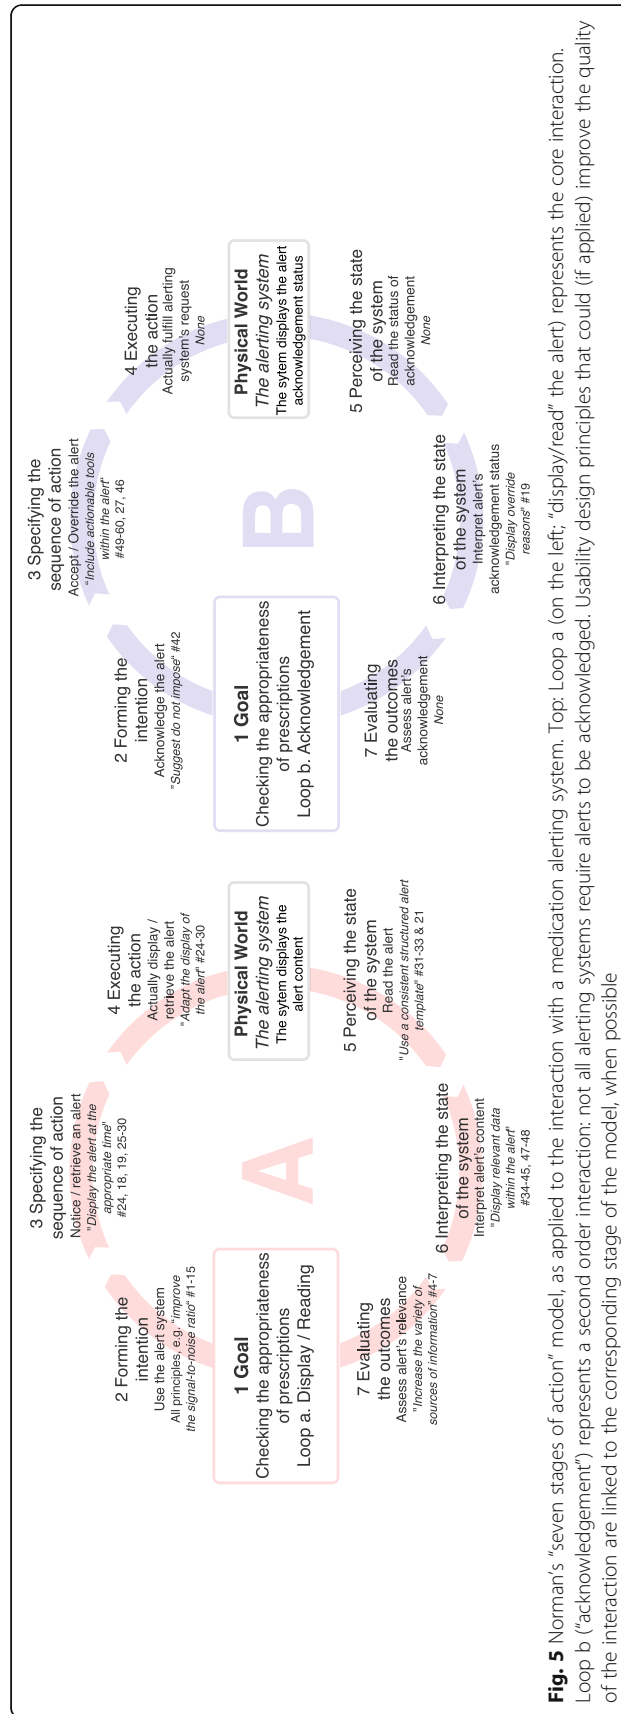 3 Specifying the
sequence of action
Notice / retrieve an alert
"Display the alert at the
appropriate time"
#24, 18, 19, 25-30
2 Forming the
intention
Use the alert system
All principles, e.g. "improve
the signal-to-noise ratio" #1-15
4 Executing
the action
Actually display /
retrieve the alert
"Adapt the display of
the alert" #24-30
1 Goal
Checking the appropriateness
of prescriptions
Loop a. Display / Reading
A
Physical World
The alerting system
The sytem displays the
alert content
7 Evaluating
the outcomes
Assess alert's relevance
"Increase the variety of
sources of information" #4-7
5 Perceiving the state
of the system
Read the alert
"Use a consistent structured alert
template" #31-33 & 21
6 Interpreting the state
of the system
Interpret alert's content
"Display relevant data
within the alert"
#34-45, 47-48
3 Specifying the
sequence of action
Accept / Override the alert
"Include actionable tools
within the alert"
#49-60, 27, 46
2 Forming the
intention
Acknowledge the alert
"Suggest do not impose" #42
4 Executing
the action
Actually fulfill alerting
system's request
None
1 Goal
Checking the appropriateness
of prescriptions
Loop b. Acknowledgement
B
Physical World
The alerting system
The sytem displays the alert
acknowledgement status
7 Evaluating
the outcomes
Assess alert's
acknowledgement
None
5 Perceiving the state
of the system
Read the status of
acknowledgement
None
6 Interpreting the state
of the system
Interpret alert's
acknowledgement status
"Display override
reasons" #19
Fig. 5 Norman's "seven stages of action" model, as applied to the interaction with a medication alerting system. Top: Loop a (on the left; "display/read" the alert) represents the core interaction.
Loop b ("acknowledgement") represents a second order interaction: not all alerting systems require alerts to be acknowledged. Usability design principles that could (if applied) improve the quality
of the interaction are linked to the corresponding stage of the model, when possible